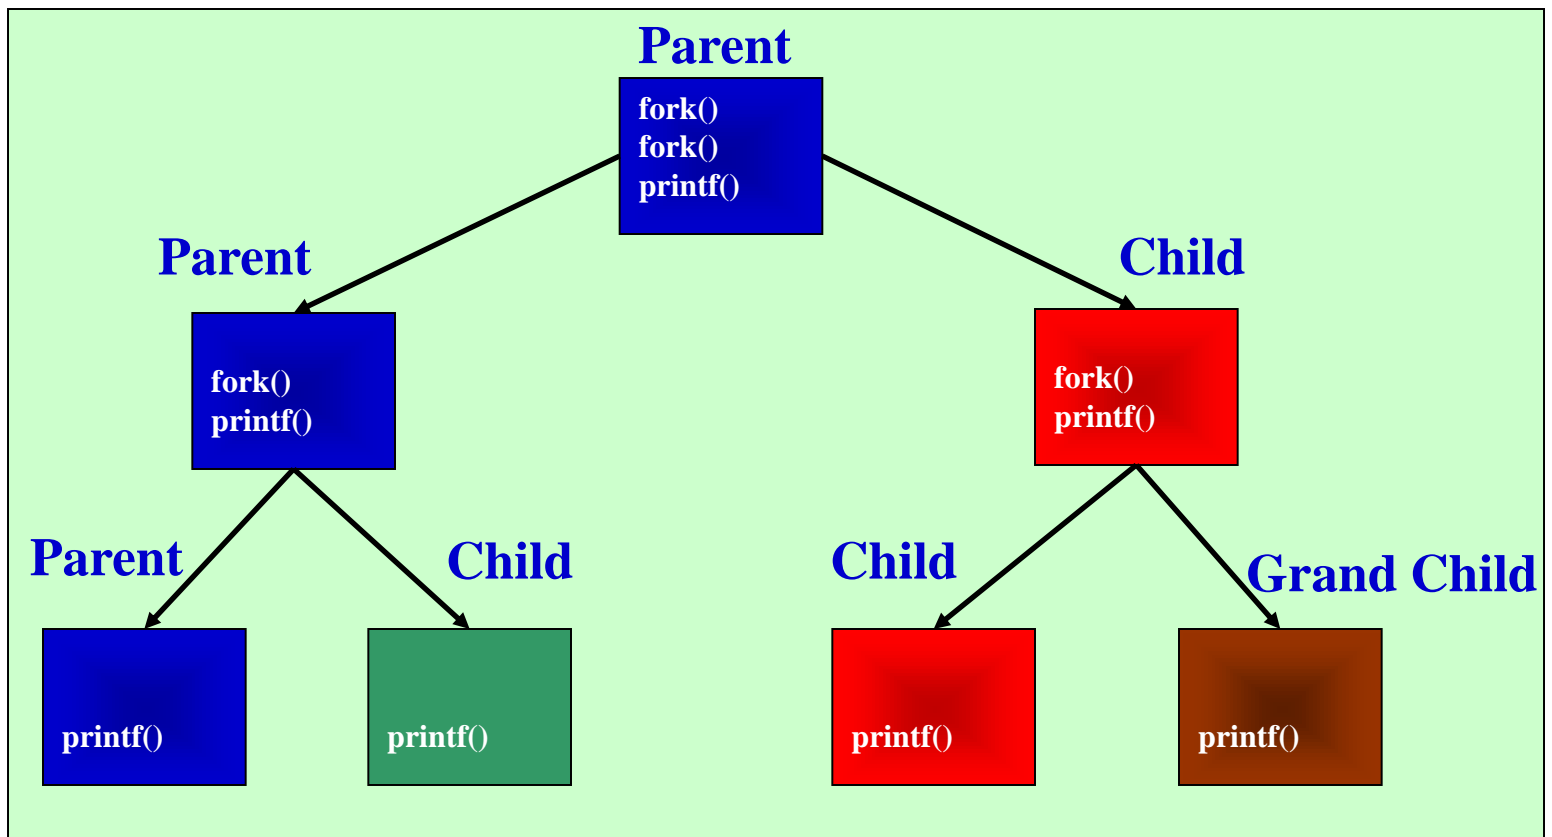 Parent
fork()
fork()
printf()
Parent
Child
fork()
printf()
fork()
printf()
Parent
Child
Child
Grand Child
printf()
printf()
printf()
printf()